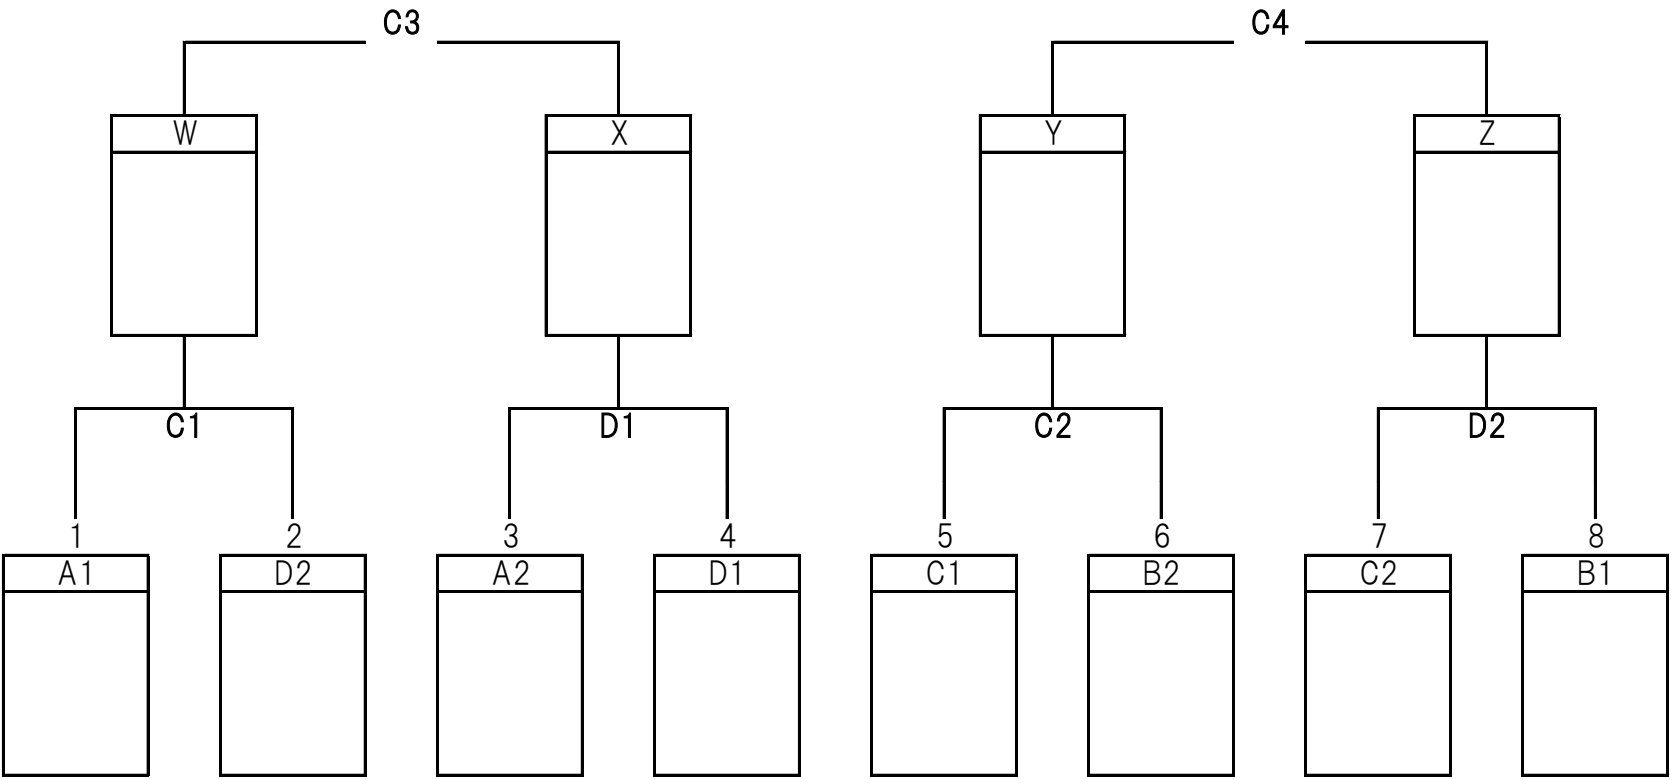 C3 C4
W X Y Z
C1 D1 C2 D2
1 2 3 4 5 6 7 8
A1 D2 A2 D1 C1 B2 C2 B1